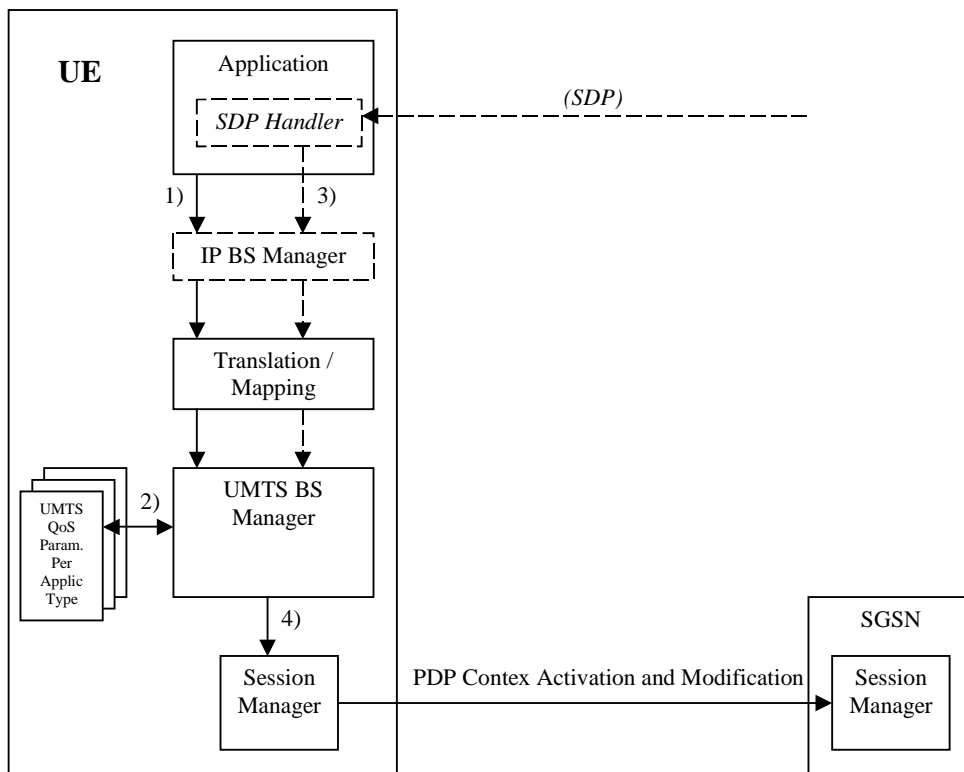 UE
Application
SDP Handler
(SDP)
1)
3)
IP BS Manager
Translation /
Mapping
UMTS BS
Manager
2)
UMTS
QoS
Param.
Per
Applic
Type
4)
Session
Manager
PDP Contex Activation and Modification
SGSN
Session
Manager